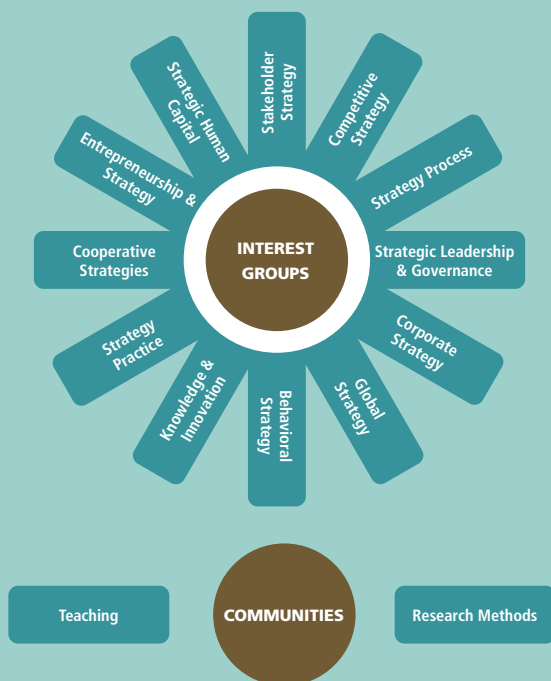 Stakeholder
Strategy
Competitive
Strategy
Strategy Process
Strategic Leadership
& Governance
Corporate
Strategy
Global
Strategy
Behavioral
Strategy
Knowledge &
Innovation
Strategy
Practice
Cooperative
Strategies
Entrepreneurship &
Strategy
Strategic Human
Capital
INTEREST
GROUPS
Teaching
COMMUNITIES
Research Methods